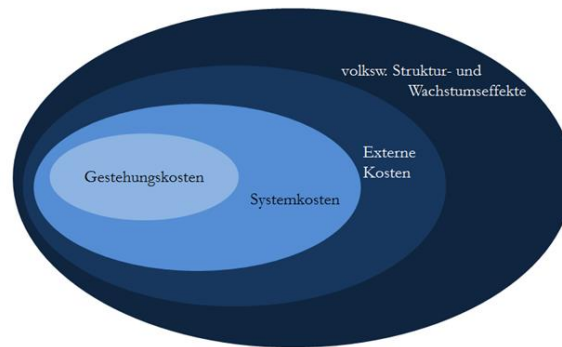 volksw. Struktur- und
Wachstumseffekte
Externe
Kosten
Gestehungskosten
Systemkosten